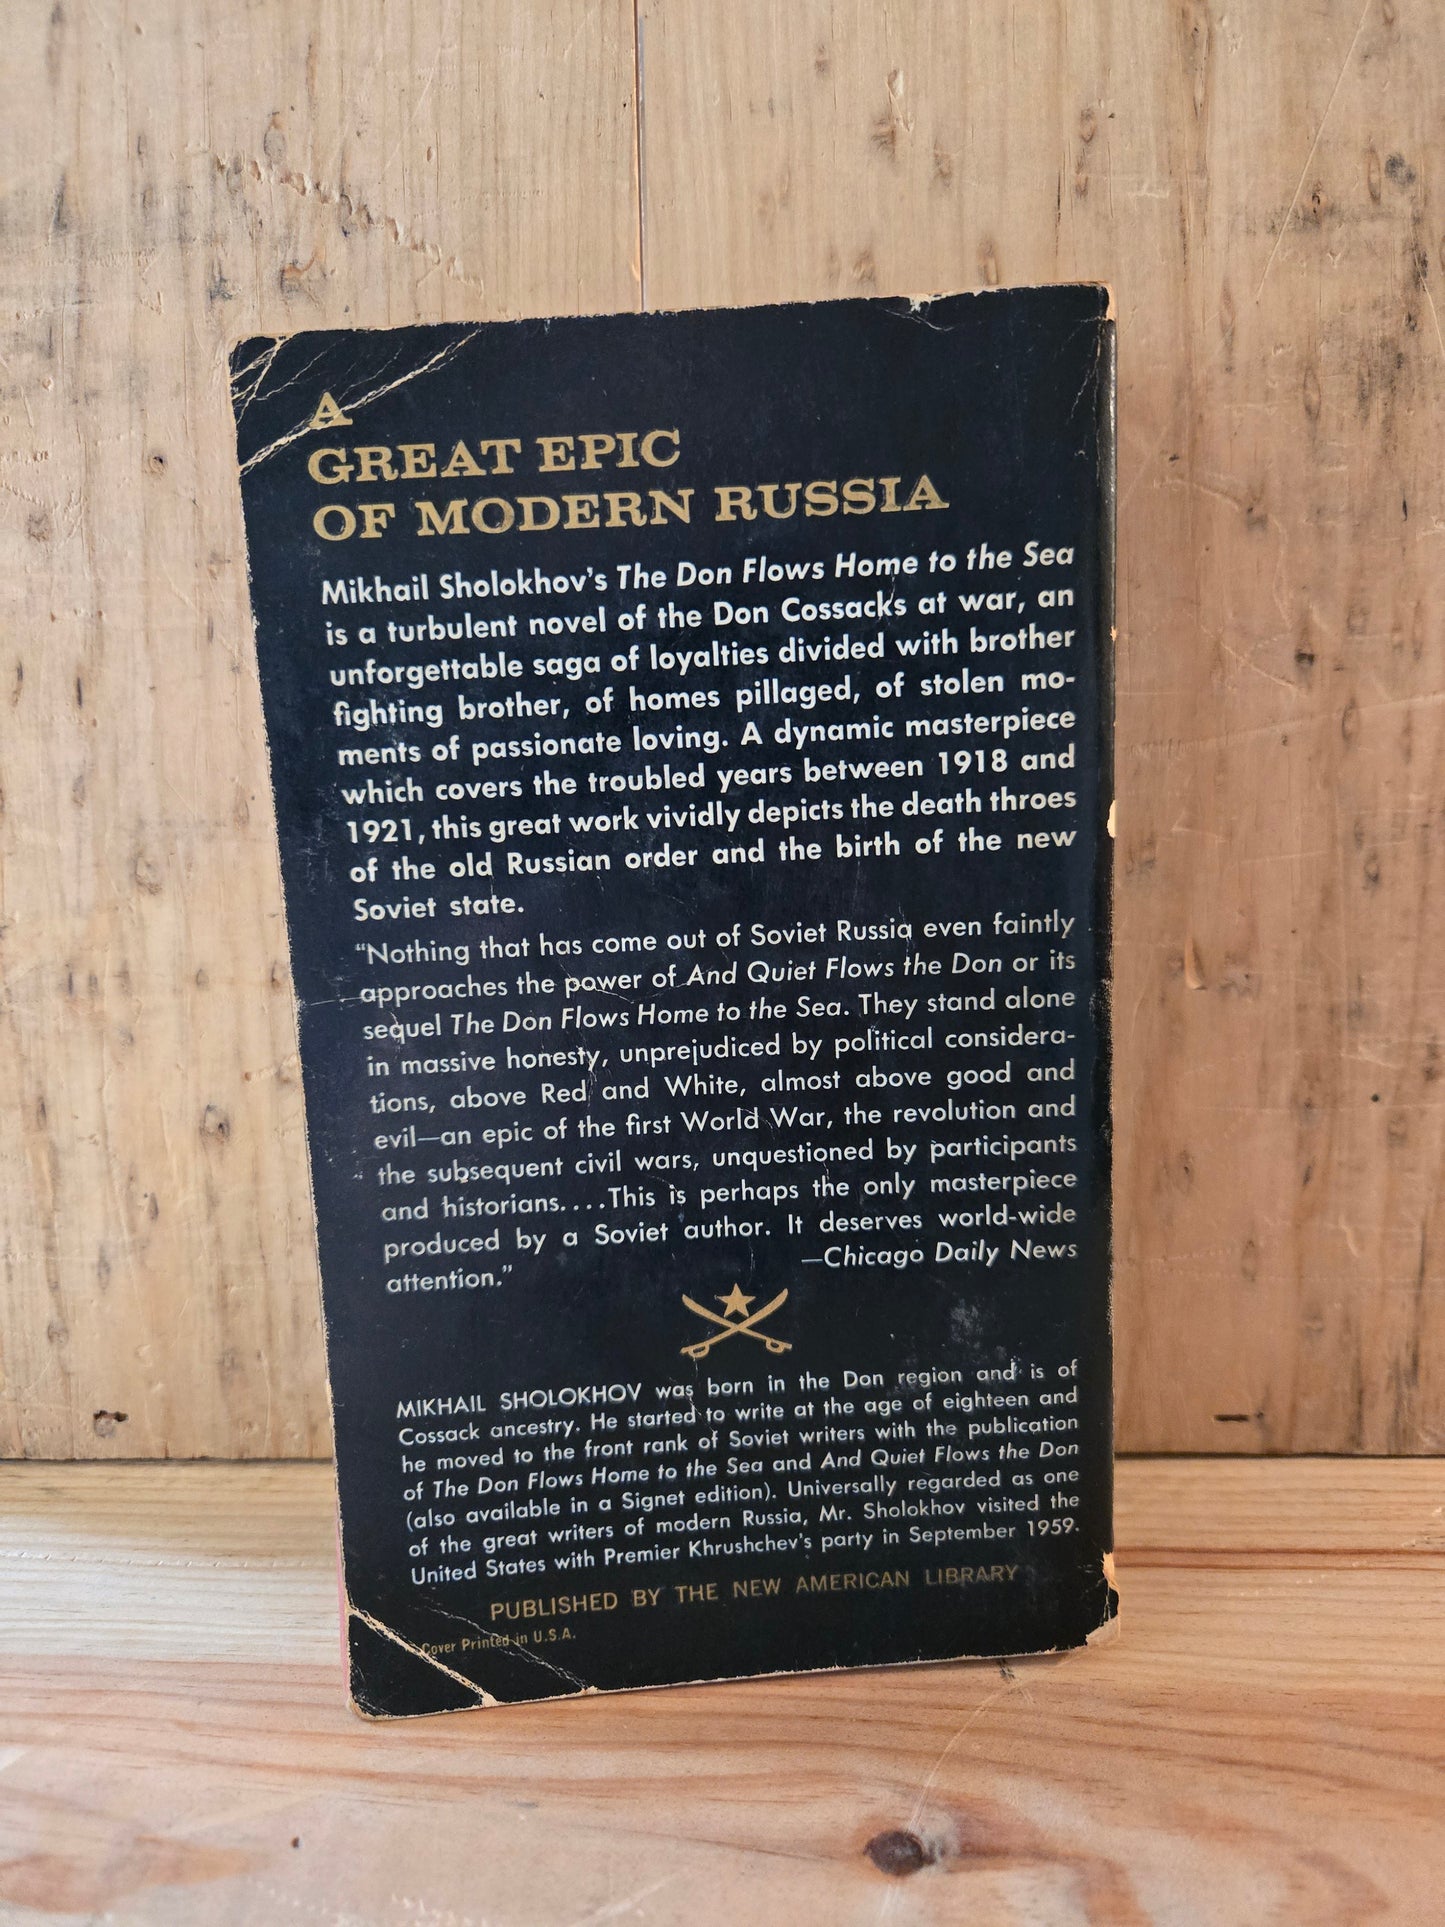 A
GREAT EPIC
OF MODERN RUSSIA
Mikhail Sholokhov's The Don Flows Home to the Sea
is a turbulent novel of the Don Cossacks at war, an
unforgettable saga of loyalties divided with brother
fighting brother, of homes pillaged, of stolen mo-
ments of passionate loving. A dynamic masterpiece
which covers the troubled years between 1918 and
1921, this great work vividly depicts the death throes
of the old Russian order and the birth of the new
Soviet state.
"Nothing that has come out of Soviet Russia even faintly
approaches the power of And Quiet Flows the Don or its
sequel The Don Flows Home to the Sea. They stand alone
in massive honesty, unprejudiced by political considera-
tions, above Red and White, almost above good and
evil—an epic of the first World War, the revolution and
the subsequent civil wars, unquestioned by participants
and historians....This is perhaps the only masterpiece
produced by a Soviet author. It deserves world-wide
attention."
—Chicago Daily News
MIKHAIL SHOLOKHOV was born in the Don region and is of
Cossack ancestry. He started to write at the age of eighteen and
he moved to the front rank of Soviet writers with the publication
of The Don Flows Home to the Sea and And Quiet Flows the Don
(also available in a Signet edition). Universally regarded as one
of the great writers of modern Russia, Mr. Sholokhov visited the
United States with Premier Khrushchev's party in September 1959.
PUBLISHED BY THE NEW AMERICAN LIBRARY
Cover Printed in U.S.A.